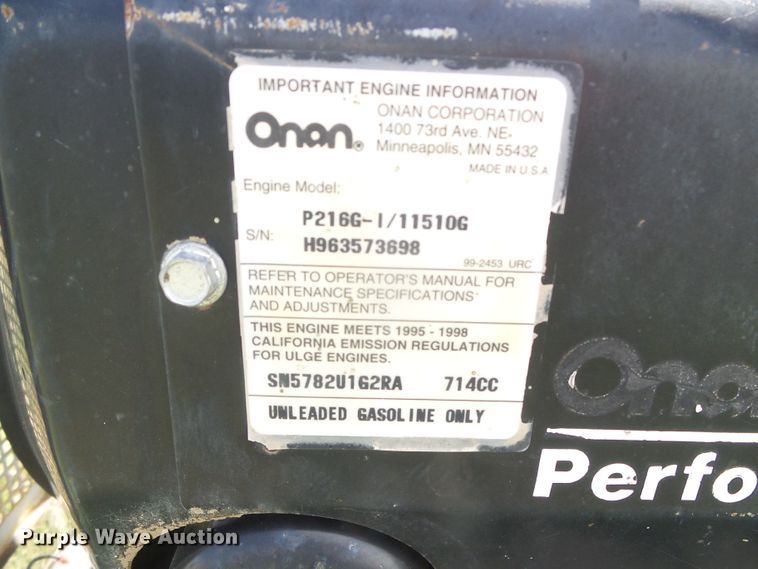 IMPORTANT ENGINE INFORMATION
Onan®
ONAN CORPORATION
1400 73rd Ave. NE.
Minneapolis, MN 55432
MADE IN U.S.A
Engine Model:
P216G-I/11510G
S/N:
H963573698
99-2453 URC
REFER TO OPERATOR'S MANUAL FOR
MAINTENANCE SPECIFICATIONS
AND ADJUSTMENTS.
THIS ENGINE MEETS 1995 - 1998
CALIFORNIA EMISSION REGULATIONS
FOR ULGE ENGINES.
SN5782U1G2RA 714CC
UNLEADED GASOLINE ONLY
Onan
Perfo
Purple Wave Auction